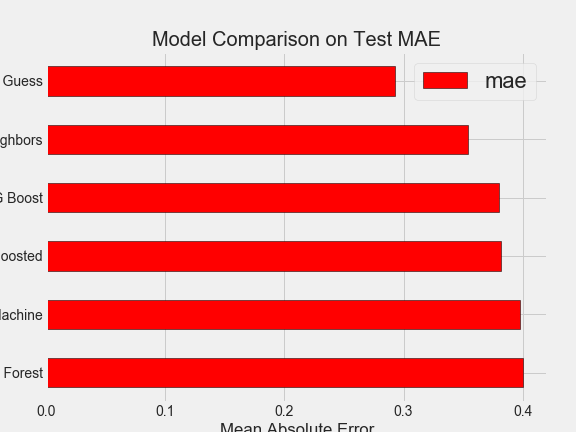 Model Comparison on Test MAE
mae
Guess
ghbors
G Boost
oosted
achine
Forest
0.0 0.1 0.2 0.3 0.4
Mean Absolute Error